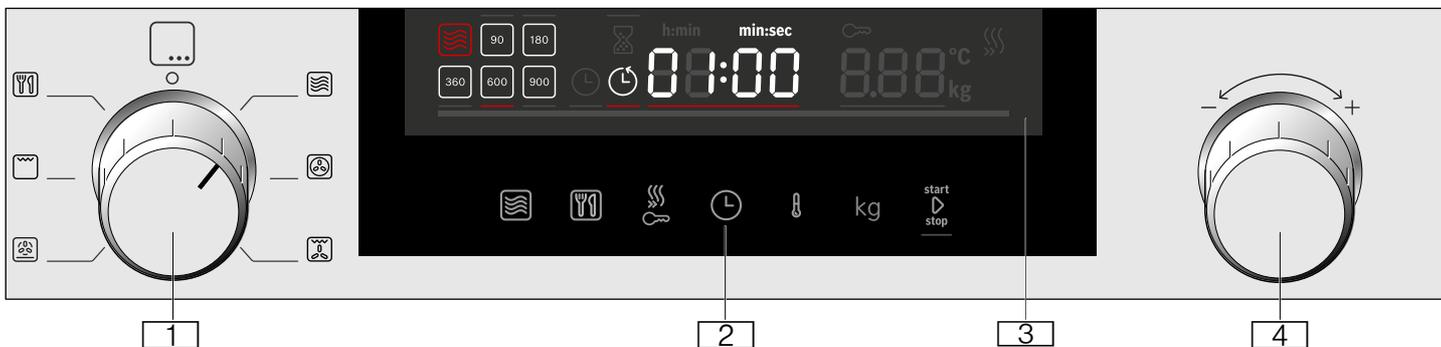 h:min min:sec
90 180
01:00 8.88 °C
360 600 900 kg
− +
start
kg
stop
1 2 3 4